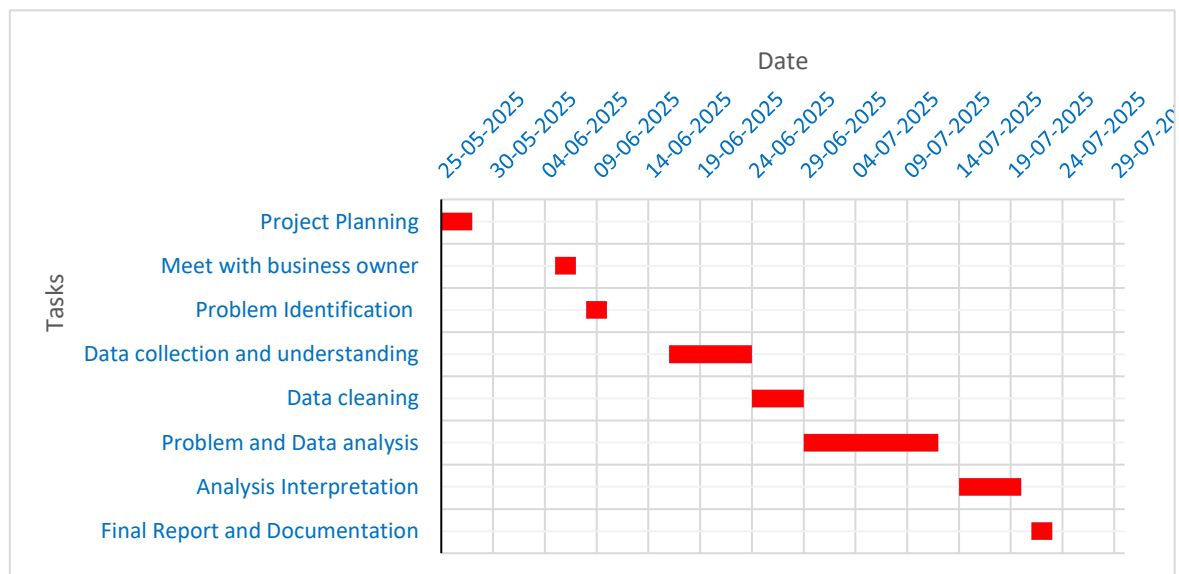 Date
25-05-2025
30-05-2025
04-06-2025
09-06-2025
14-06-2025
19-06-2025
24-06-2025
29-06-2025
04-07-2025
09-07-2025
14-07-2025
19-07-2025
24-07-2025
29-07-20
Tasks
Project Planning
Meet with business owner
Problem Identification
Data collection and understanding
Data cleaning
Problem and Data analysis
Analysis Interpretation
Final Report and Documentation